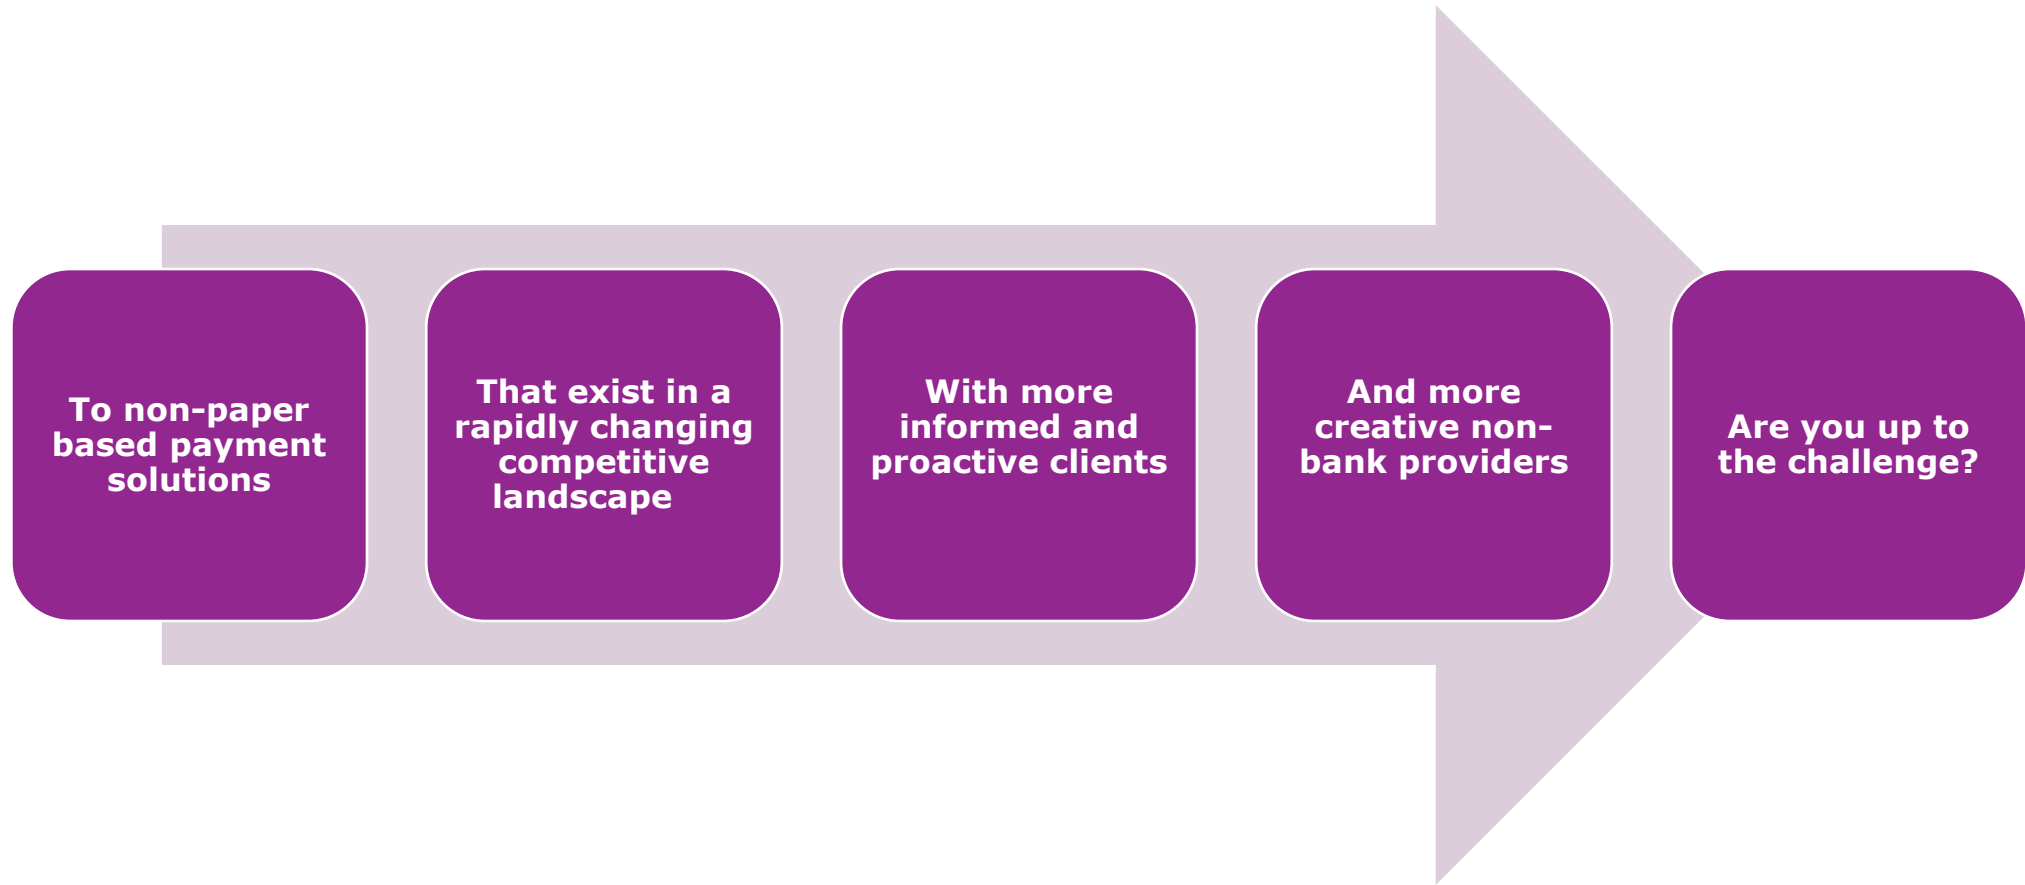 To non-paper
based payment
solutions
That exist in a
rapidly changing
competitive
landscape
With more
informed and
proactive clients
And more
creative non-
bank providers
Are you up to
the challenge?